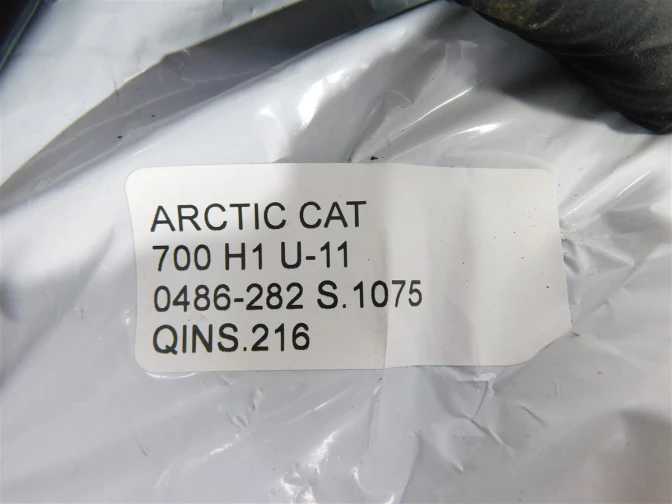 ARCTIC CAT
700 H1 U-11
0486-282 S.1075
QINS.216